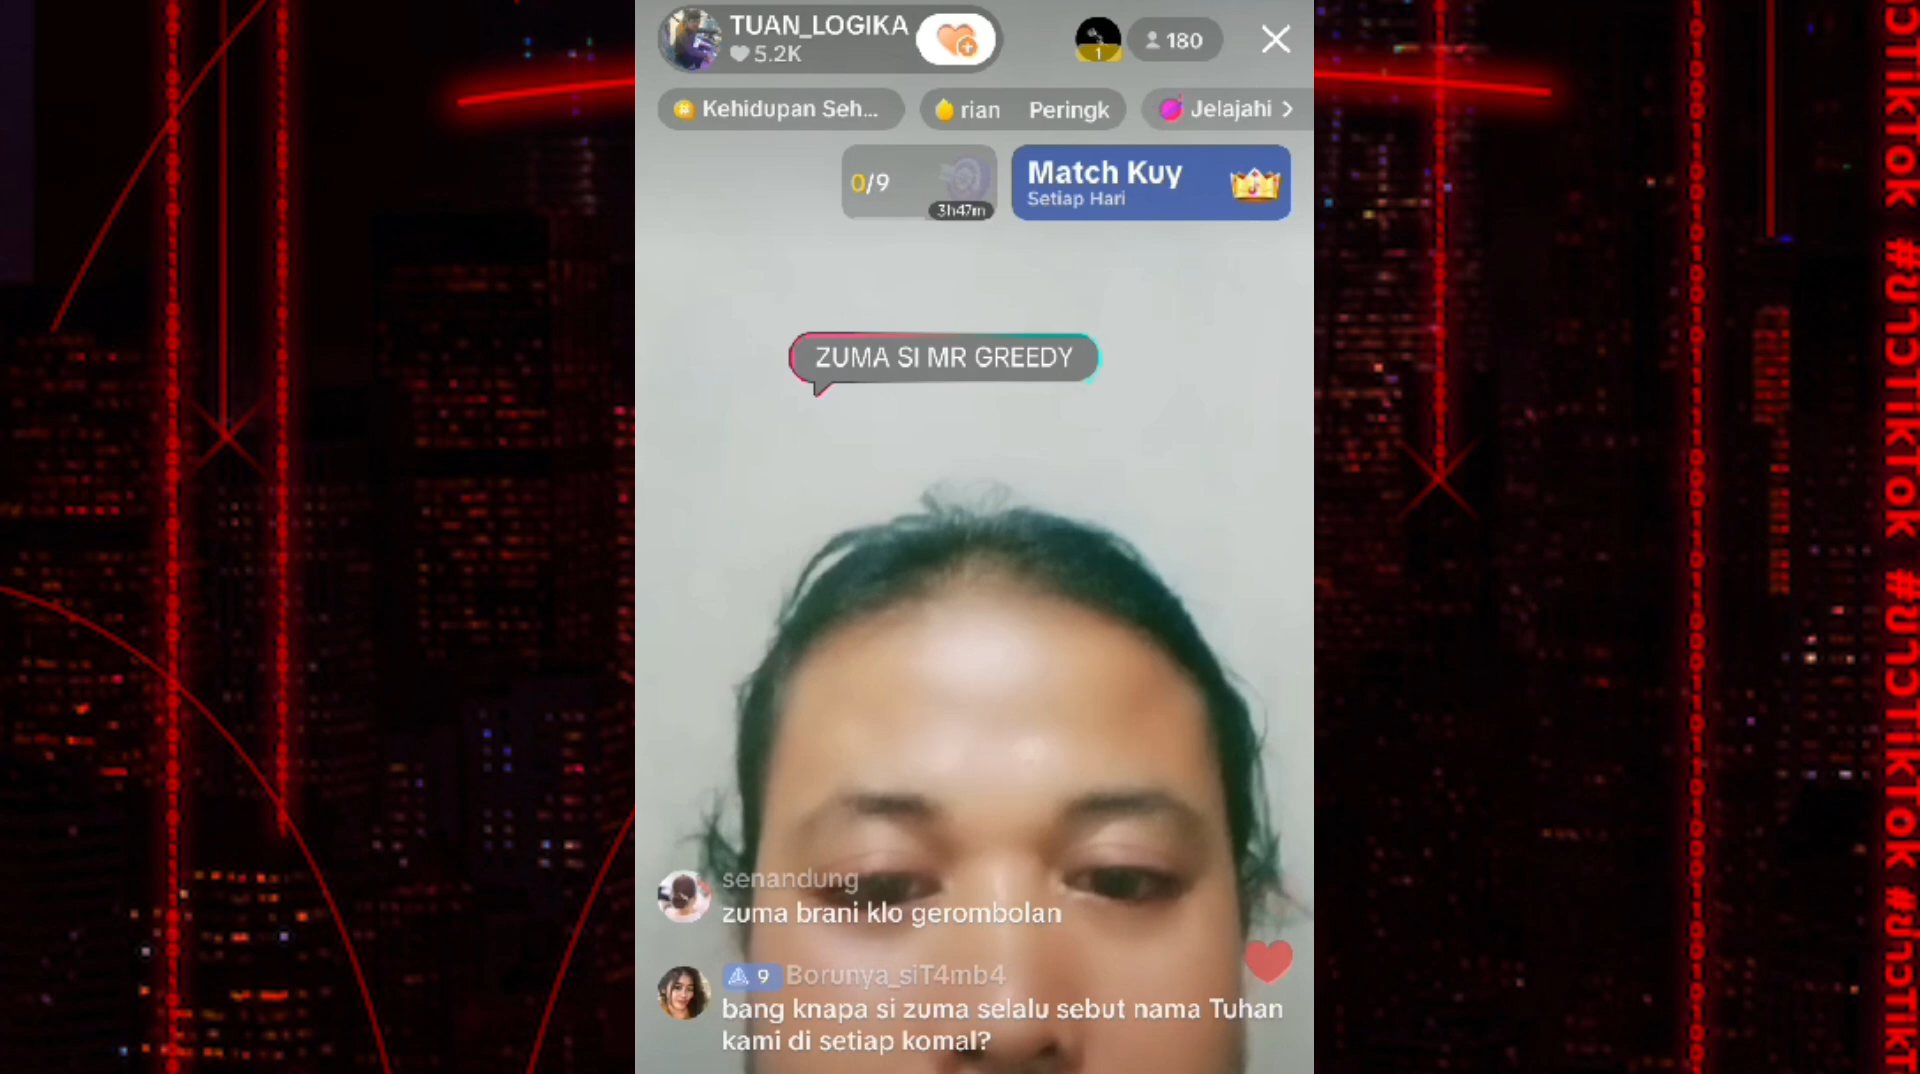 TUAN_LOGIKA
5.2K
1
180
Kehidupan Seh...
rian Peringk
Jelajahi >
0/9
3h47m
Match Kuy
Setiap Hari
ZUMA SI MR GREEDY
senandung
zuma brani klo gerombolan
9 Borunya_siT4mb4
bang knapa si zuma selalu sebut nama Tuhan
kami di setiap komal?